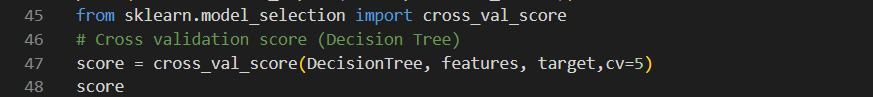 45 from sklearn.model_selection import cross_val_score
46 # Cross validation score (Decision Tree)
47 score = cross_val_score(DecisionTree, features, target,cv=5)
48 score